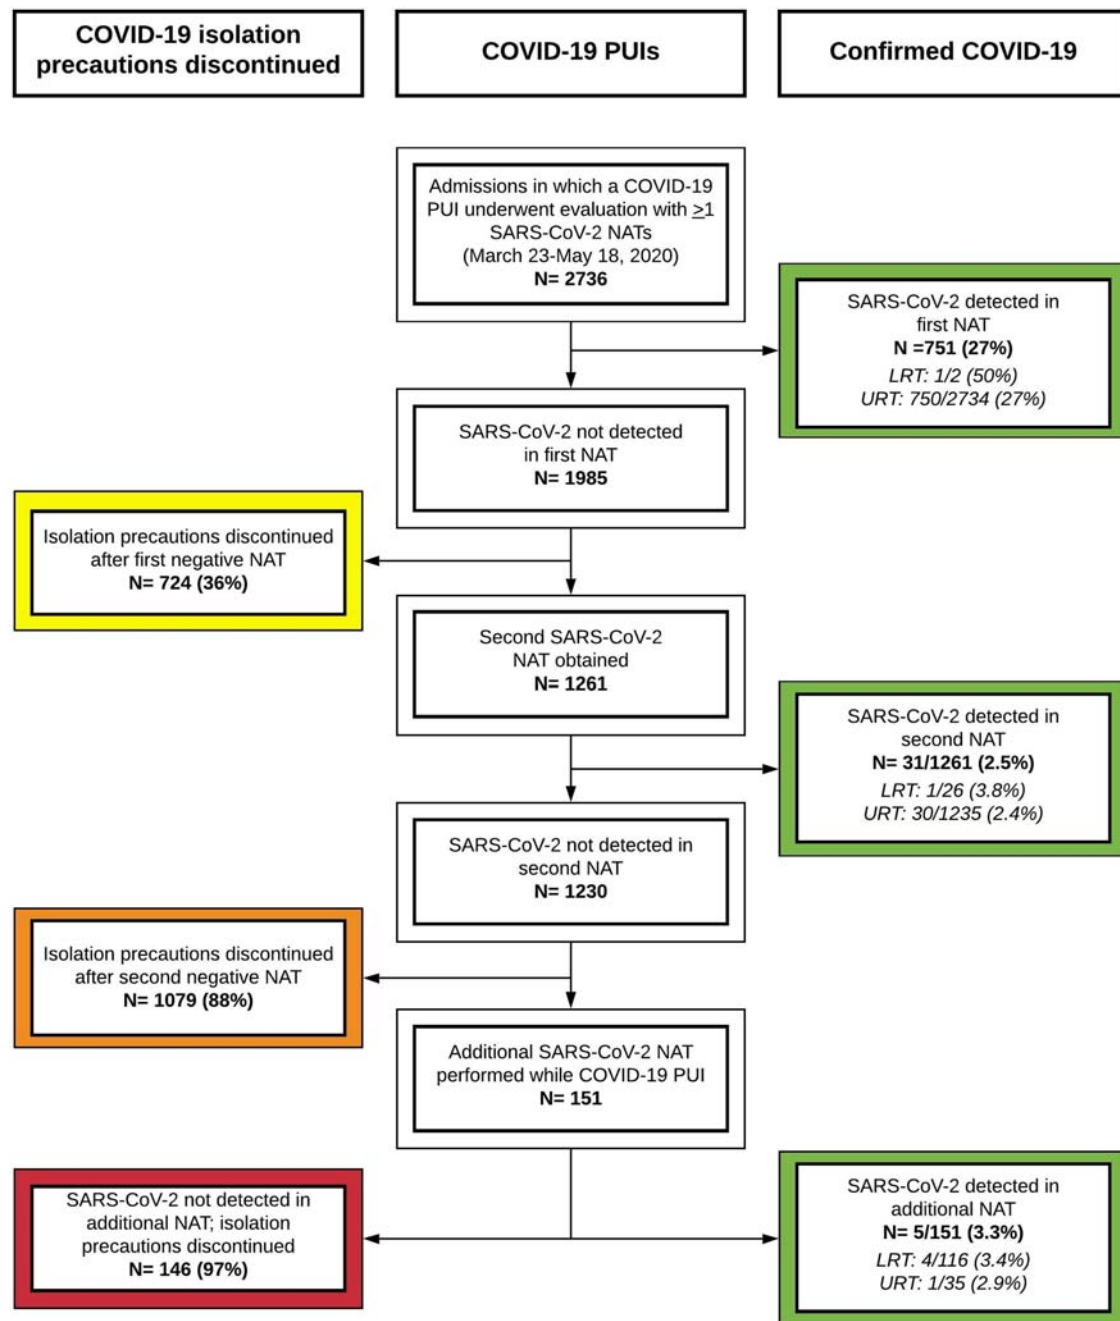 COVID-19 isolation
precautions discontinued
COVID-19 PUIs
Confirmed COVID-19
Admissions in which a COVID-19
PUI underwent evaluation with ≥1
SARS-CoV-2 NATs
(March 23-May 18, 2020)
N= 2736
SARS-CoV-2 detected in
first NAT
N =751 (27%)
LRT: 1/2 (50%)
URT: 750/2734 (27%)
SARS-CoV-2 not detected
in first NAT
N= 1985
Isolation precautions discontinued
after first negative NAT
N= 724 (36%)
Second SARS-CoV-2
NAT obtained
N= 1261
SARS-CoV-2 detected in
second NAT
N= 31/1261 (2.5%)
LRT: 1/26 (3.8%)
URT: 30/1235 (2.4%)
SARS-CoV-2 not detected in
second NAT
N= 1230
Isolation precautions discontinued
after second negative NAT
N= 1079 (88%)
Additional SARS-CoV-2 NAT
performed while COVID-19 PUI
N= 151
SARS-CoV-2 not detected in
additional NAT; isolation
precautions discontinued
N= 146 (97%)
SARS-CoV-2 detected in
additional NAT
N= 5/151 (3.3%)
LRT: 4/116 (3.4%)
URT: 1/35 (2.9%)